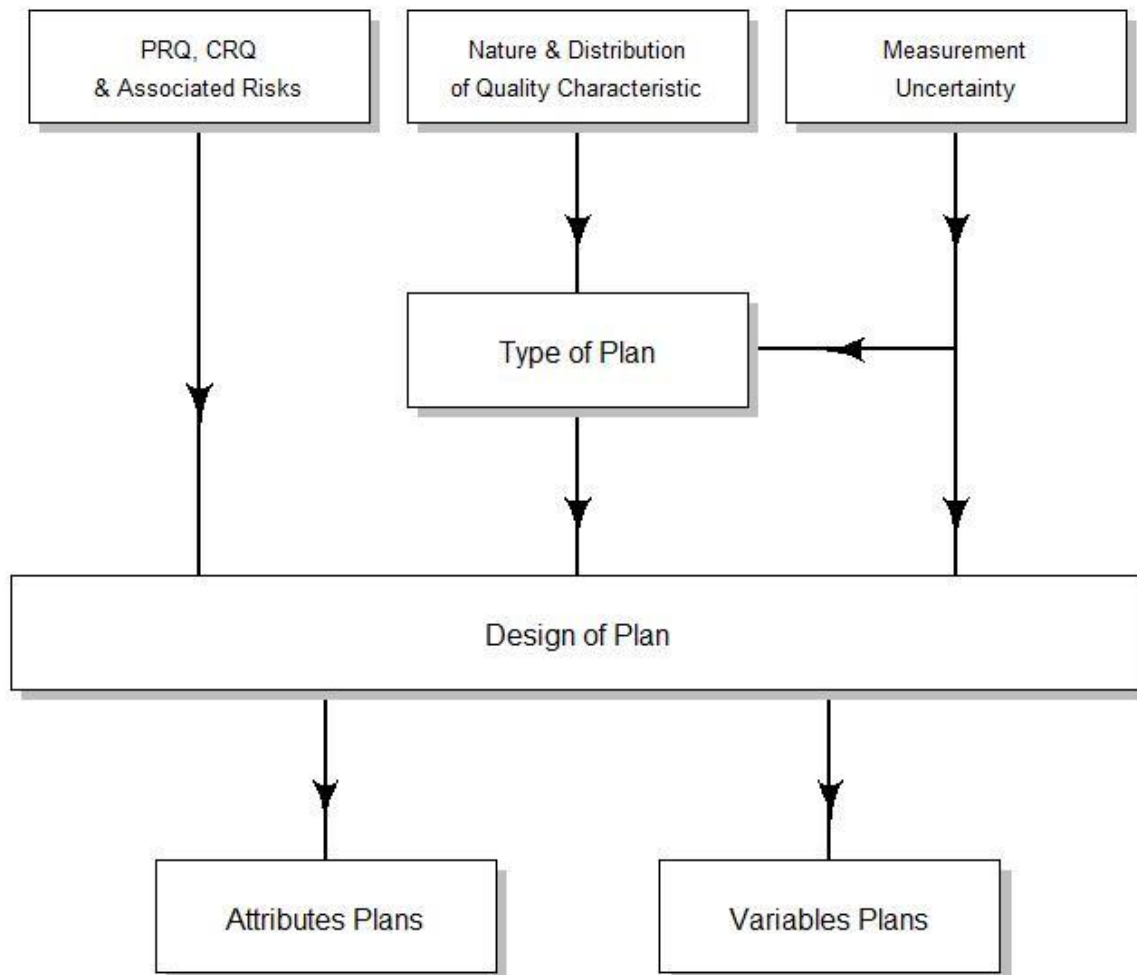 PRQ, CRQ
& Associated Risks
Nature & Distribution
of Quality Characteristic
Measurement
Uncertainty
Type of Plan
Design of Plan
Attributes Plans
Variables Plans